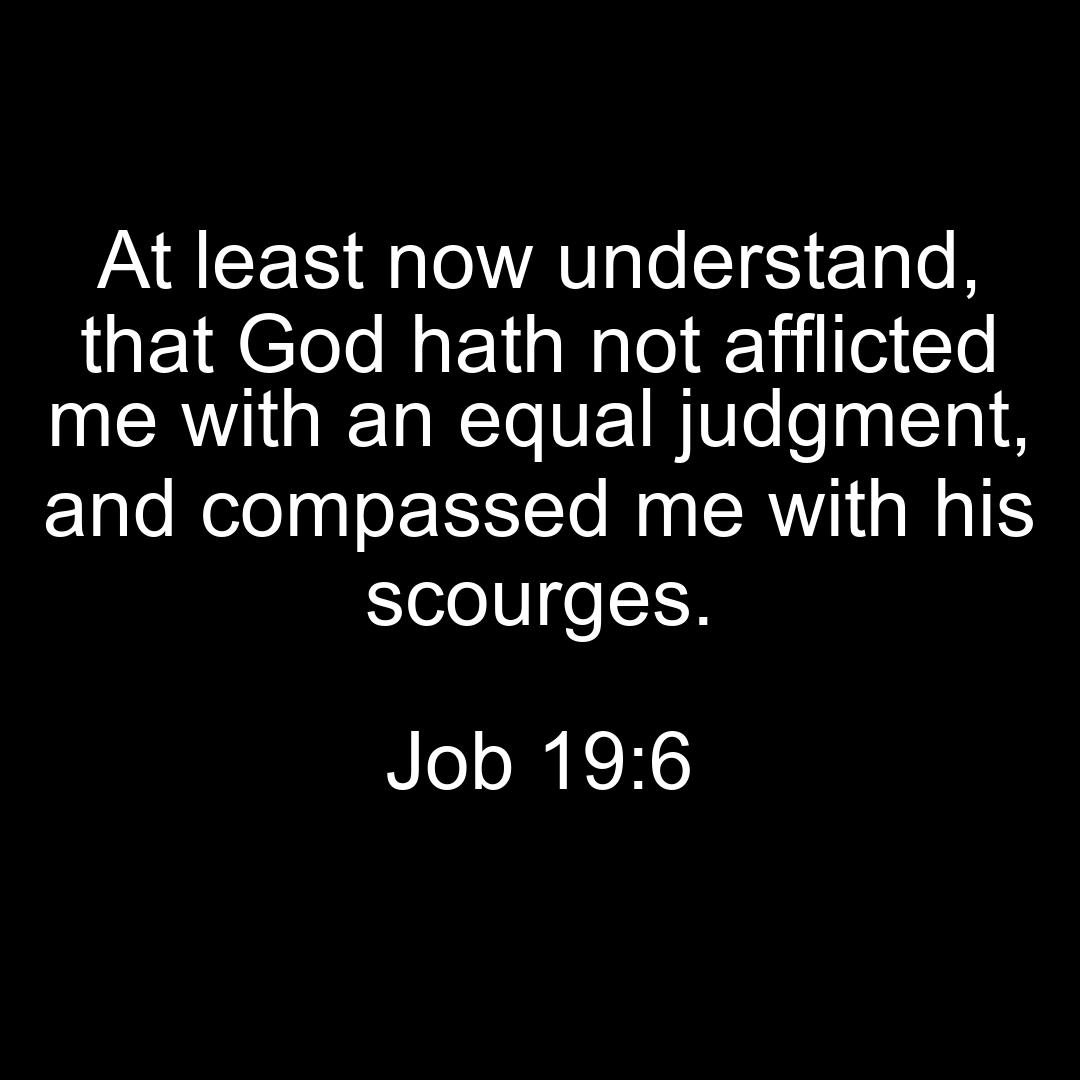 At least now understand,
that God hath not afflicted
me with an equal judgment,
and compassed me with his
scourges.
Job 19:6